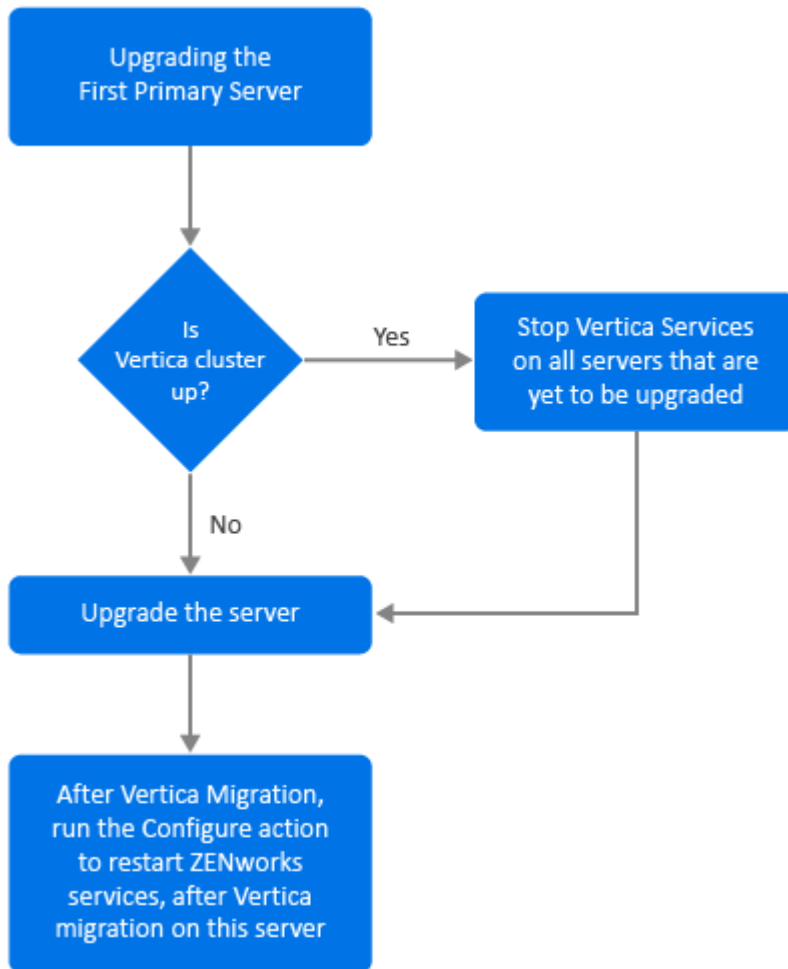 Upgrading the
First Primary Server
Is
Vertica cluster
up?
Yes
Stop Vertica Services
on all servers that are
yet to be upgraded
No
Upgrade the server
After Vertica Migration,
run the Configure action
to restart ZENworks
services, after Vertica
migration on this server